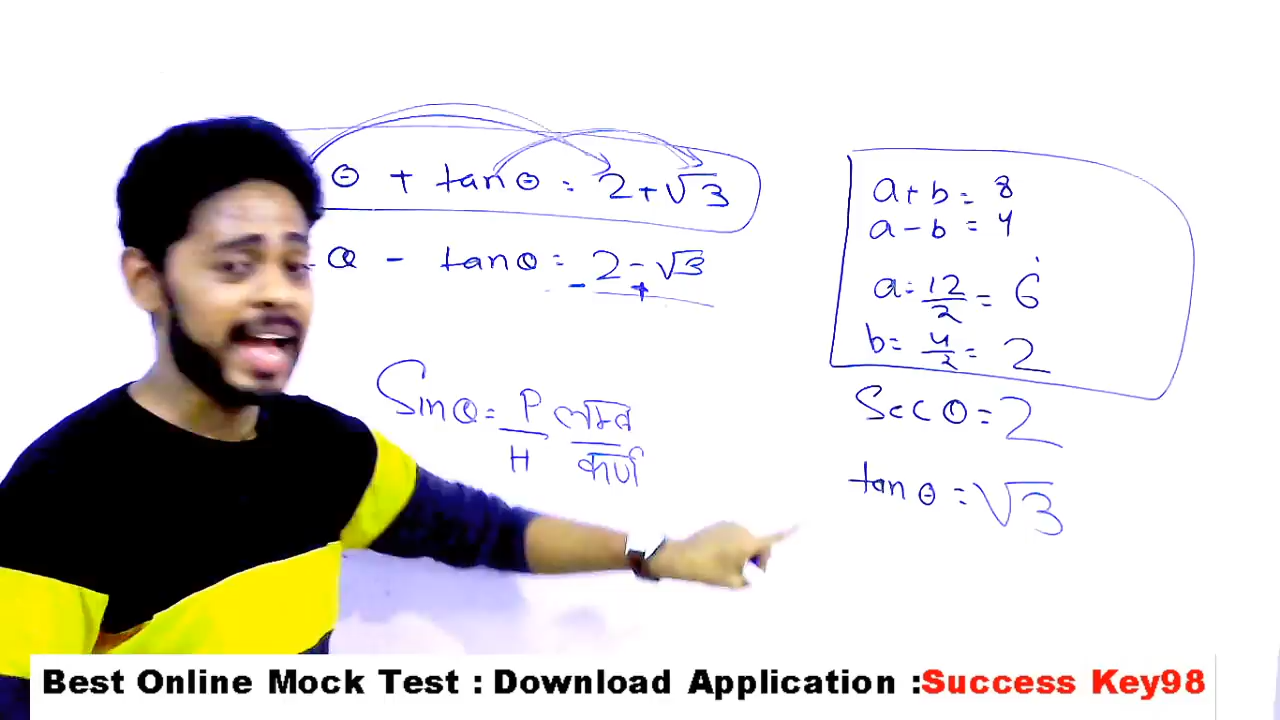 θ + tanθ = 2+√3
θ - tanθ = 2-√3
- +
Sinθ = P/H लम्ब/कर्ण
a+b = 8
a-b = 4
a = 12/2 = 6
b = 4/2 = 2
Sec θ = 2
tanθ = √3
Best Online Mock Test : Download Application :Success Key98